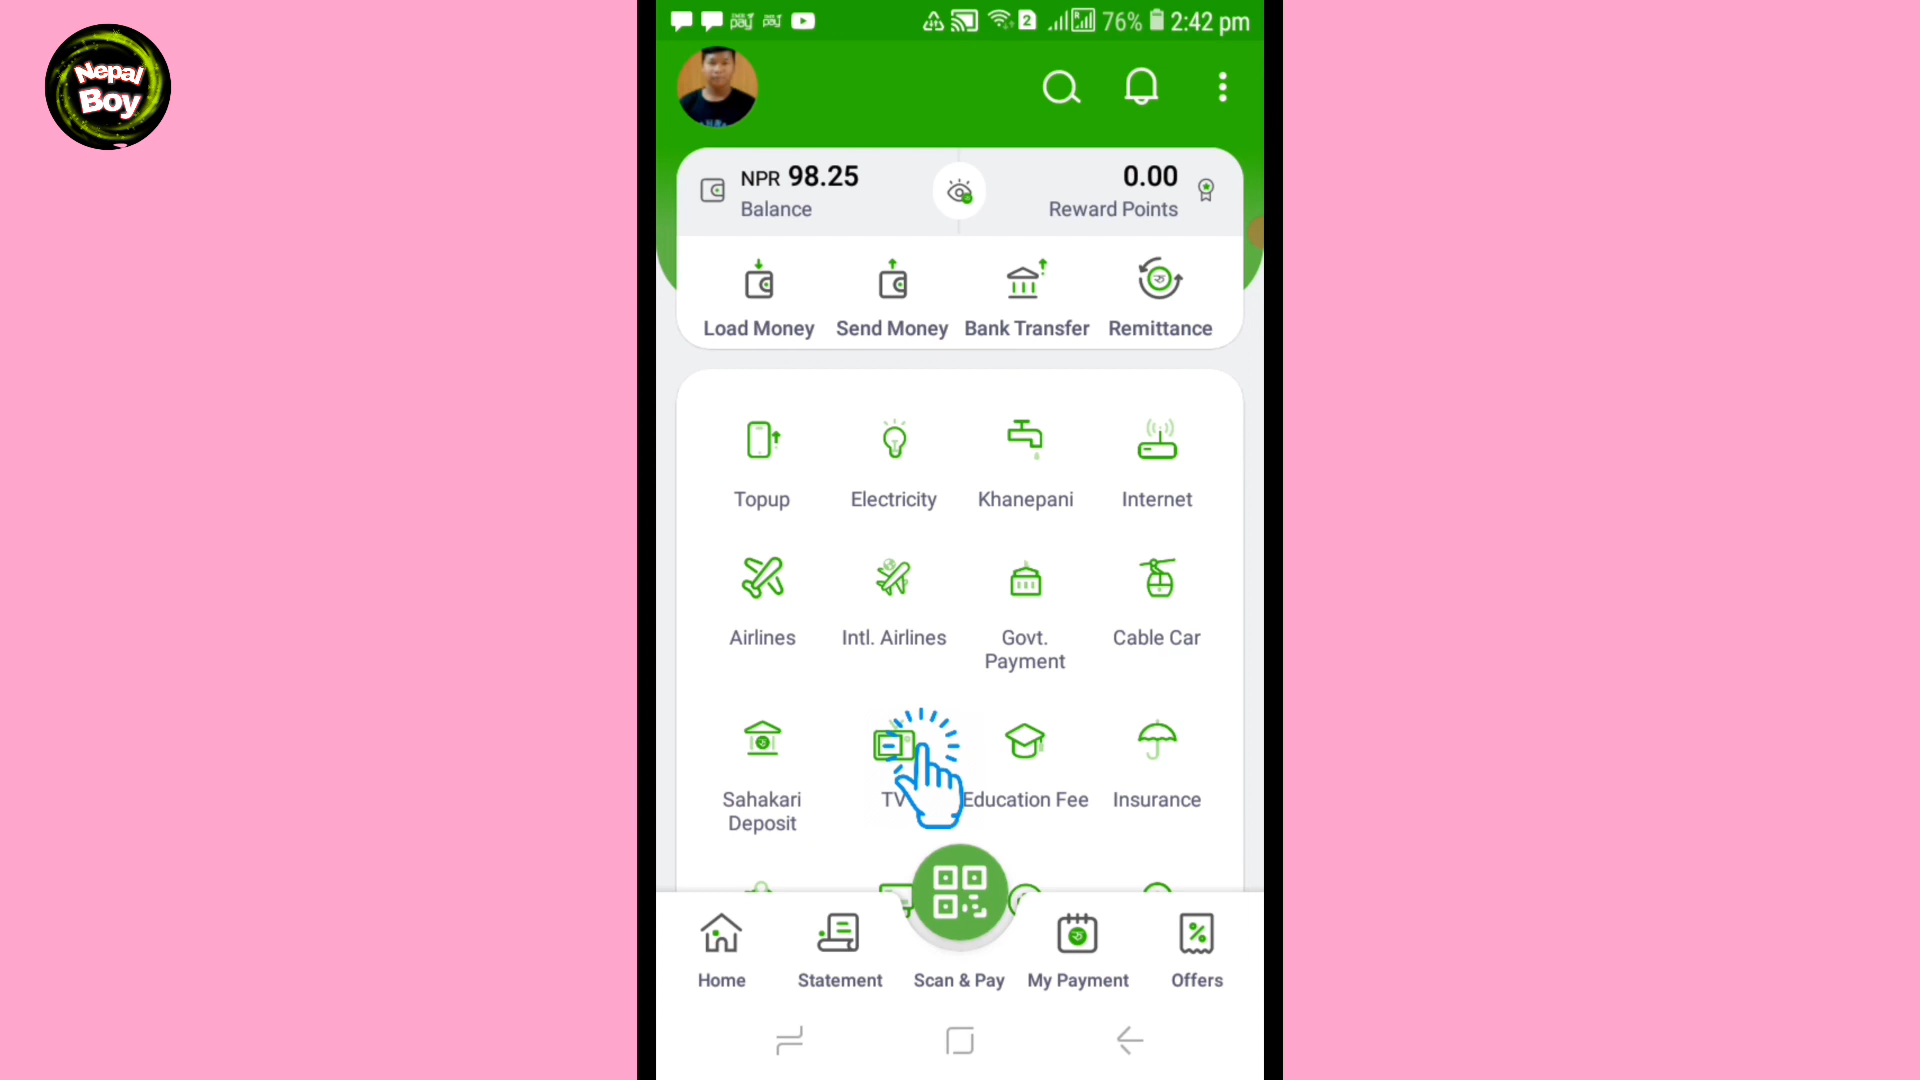 Nepal
Boy
2
76%
2:42 pm
NPR 98.25
Balance
0.00
Reward Points
Load Money
Send Money
Bank Transfer
Remittance
Topup
Electricity
Khanepani
Internet
Airlines
Intl. Airlines
Govt.
Payment
Cable Car
Sahakari
Deposit
TV
Education Fee
Insurance
Home
Statement
Scan & Pay
My Payment
Offers